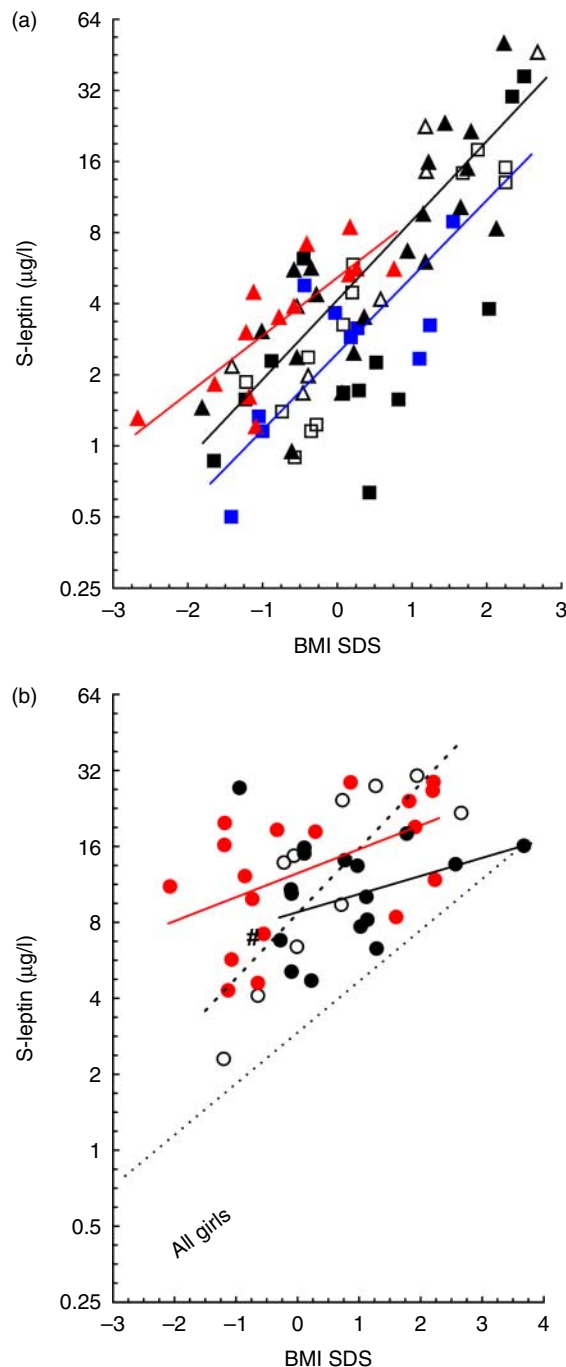 (a)
64
32
16
8
4
2
1
0.5
0.25
S-leptin (µg/l)
–3 –2 –1 0 1 2 3
BMI SDS
(b)
64
32
16
8
4
2
1
0.5
0.25
S-leptin (µg/l)
#
All girls
–3 –2 –1 0 1 2 3 4
BMI SDS